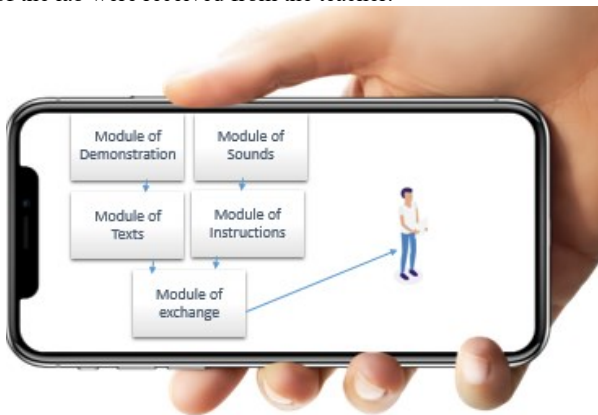 Module of
Demonstration
Module of
Sounds
Module of
Texts
Module of
Instructions
Module of
exchange